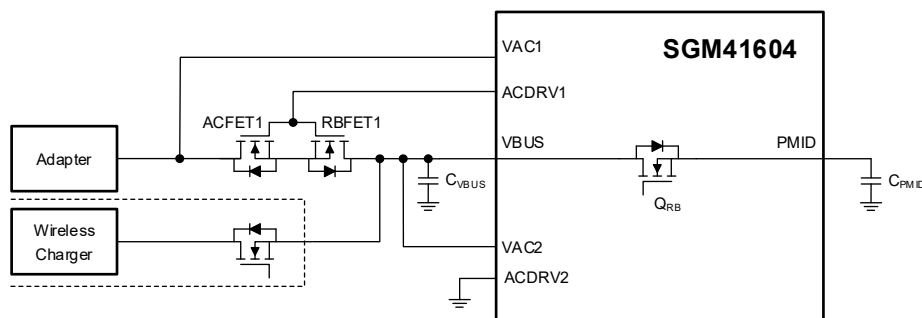 SGM41604
VAC1
ACDRV1
ACFET1 RBFET1
VBUS
PMID
Adapter
CVBUS
CPMID
QRB
Wireless
Charger
VAC2
ACDRV2